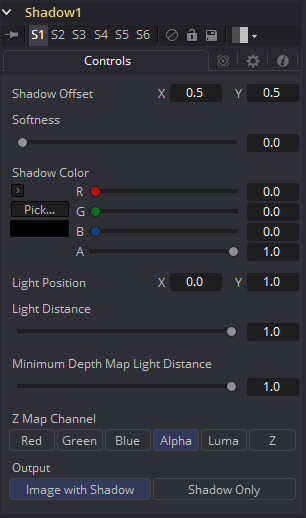 Shadow1
S1 S2 S3 S4 S5 S6
Controls
Shadow Offset X 0.5 Y 0.5
Softness
0.0
Shadow Color
R 0.0
Pick... G 0.0
B 0.0
A 1.0
Light Position X 0.0 Y 1.0
Light Distance
1.0
Minimum Depth Map Light Distance
1.0
Z Map Channel
Red Green Blue Alpha Luma Z
Output
Image with Shadow Shadow Only